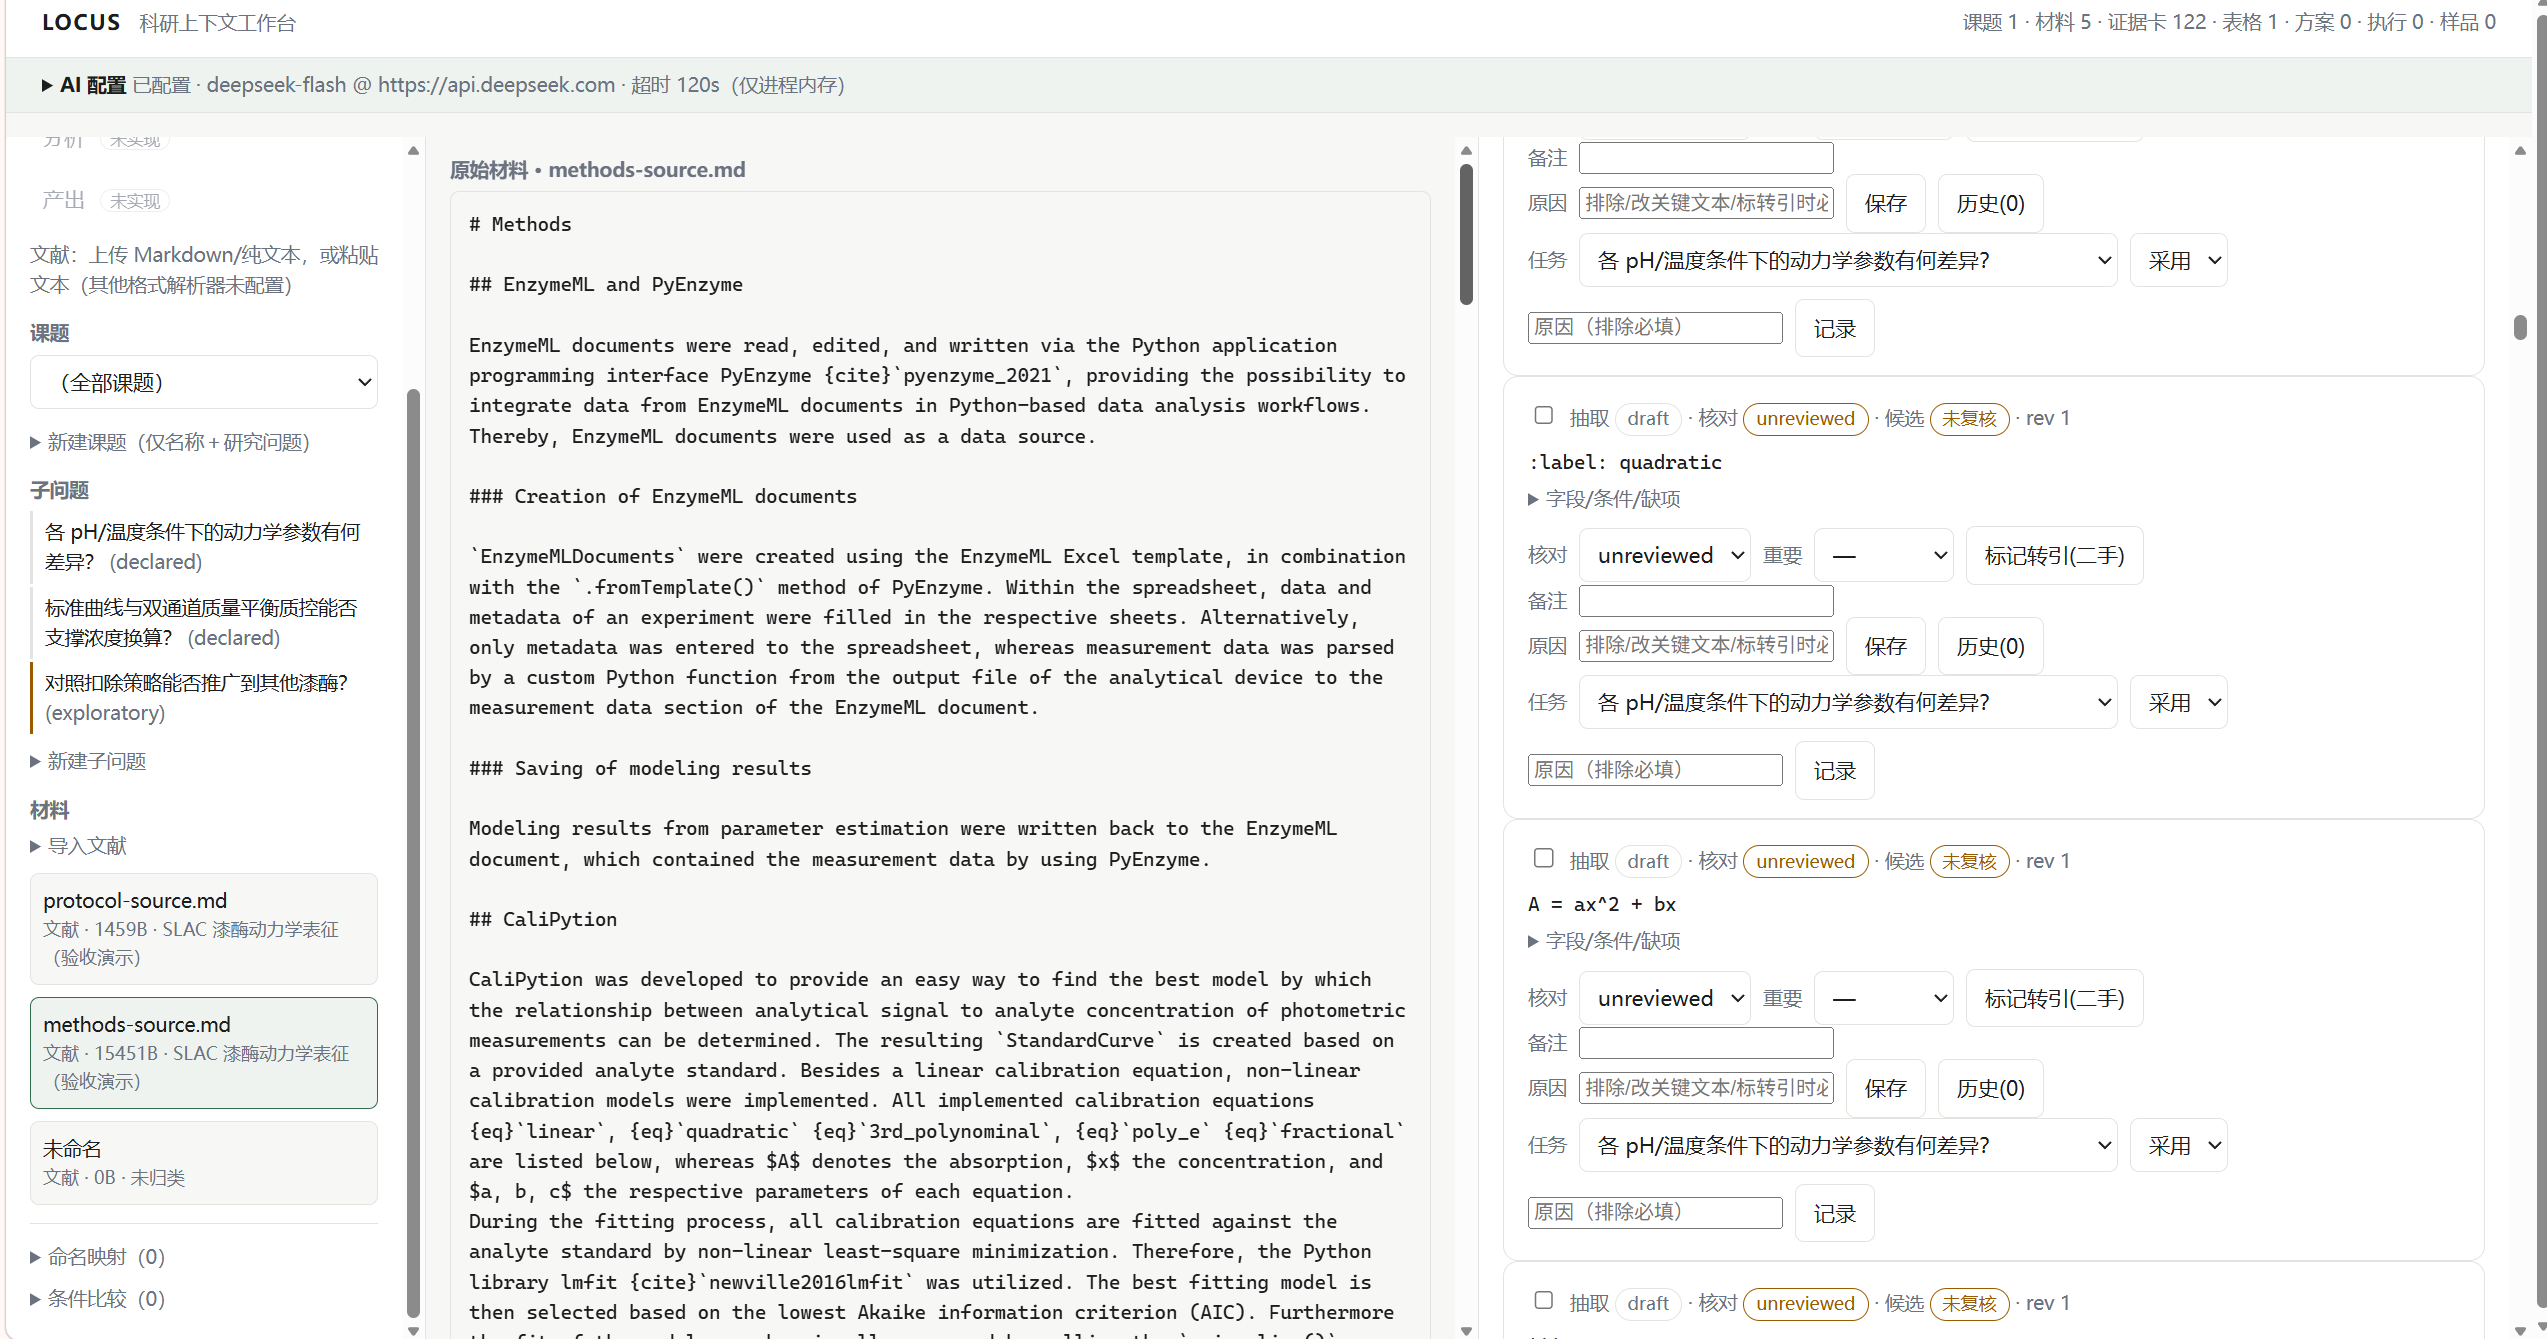 LOCUS 科研上下文工作台
课题 1 · 材料 5 · 证据卡 122 · 表格 1 · 方案 0 · 执行 0 · 样品 0
▶ AI 配置 已配置 · deepseek-flash @ https://api.deepseek.com · 超时 120s（仅进程内存）
分析 未实现
产出 未实现
文献：上传 Markdown/纯文本，或粘贴
文本（其他格式解析器未配置）
课题
（全部课题）
▶ 新建课题（仅名称 + 研究问题）
子问题
各 pH/温度条件下的动力学参数有何
差异？ (declared)
标准曲线与双通道质量平衡质控能否
支撑浓度换算？ (declared)
对照扣除策略能否推广到其他漆酶？
(exploratory)
▶ 新建子问题
材料
▶ 导入文献
protocol-source.md
文献 · 1459B · SLAC 漆酶动力学表征
（验收演示）
methods-source.md
文献 · 15451B · SLAC 漆酶动力学表征
（验收演示）
未命名
文献 · 0B · 未归类
▶ 命名映射（0）
▶ 条件比较（0）
原始材料 • methods-source.md
# Methods
## EnzymeML and PyEnzyme
EnzymeML documents were read, edited, and written via the Python application
programming interface PyEnzyme {cite}`pyenzyme_2021`, providing the possibility to
integrate data from EnzymeML documents in Python-based data analysis workflows.
Thereby, EnzymeML documents were used as a data source.
### Creation of EnzymeML documents
`EnzymeMLDocuments` were created using the EnzymeML Excel template, in combination
with the `.fromTemplate()` method of PyEnzyme. Within the spreadsheet, data and
metadata of an experiment were filled in the respective sheets. Alternatively,
only metadata was entered to the spreadsheet, whereas measurement data was parsed
by a custom Python function from the output file of the analytical device to the
measurement data section of the EnzymeML document.
### Saving of modeling results
Modeling results from parameter estimation were written back to the EnzymeML
document, which contained the measurement data by using PyEnzyme.
## CaliPytion
CaliPytion was developed to provide an easy way to find the best model by which
the relationship between analytical signal to analyte concentration of photometric
measurements can be determined. The resulting `StandardCurve` is created based on
a provided analyte standard. Besides a linear calibration equation, non-linear
calibration models were implemented. All implemented calibration equations
{eq}`linear`, {eq}`quadratic` {eq}`3rd_polynominal`, {eq}`poly_e` {eq}`fractional`
are listed below, whereas $A$ denotes the absorption, $x$ the concentration, and
$a, b, c$ the respective parameters of each equation.
During the fitting process, all calibration equations are fitted against the
analyte standard by non-linear least-square minimization. Therefore, the Python
library lmfit {cite}`newville2016lmfit` was utilized. The best fitting model is
then selected based on the lowest Akaike information criterion (AIC). Furthermore
备注
原因 排除/改关键文本/标转引时必 保存 历史(0)
任务 各 pH/温度条件下的动力学参数有何差异？ 采用
原因（排除必填） 记录
抽取 draft · 核对 unreviewed · 候选 未复核 · rev 1
:label: quadratic
▶ 字段/条件/缺项
核对 unreviewed 重要 — 标记转引(二手)
备注
原因 排除/改关键文本/标转引时必 保存 历史(0)
任务 各 pH/温度条件下的动力学参数有何差异？ 采用
原因（排除必填） 记录
抽取 draft · 核对 unreviewed · 候选 未复核 · rev 1
A = ax^2 + bx
▶ 字段/条件/缺项
核对 unreviewed 重要 — 标记转引(二手)
备注
原因 排除/改关键文本/标转引时必 保存 历史(0)
任务 各 pH/温度条件下的动力学参数有何差异？ 采用
原因（排除必填） 记录
抽取 draft · 核对 unreviewed · 候选 未复核 · rev 1